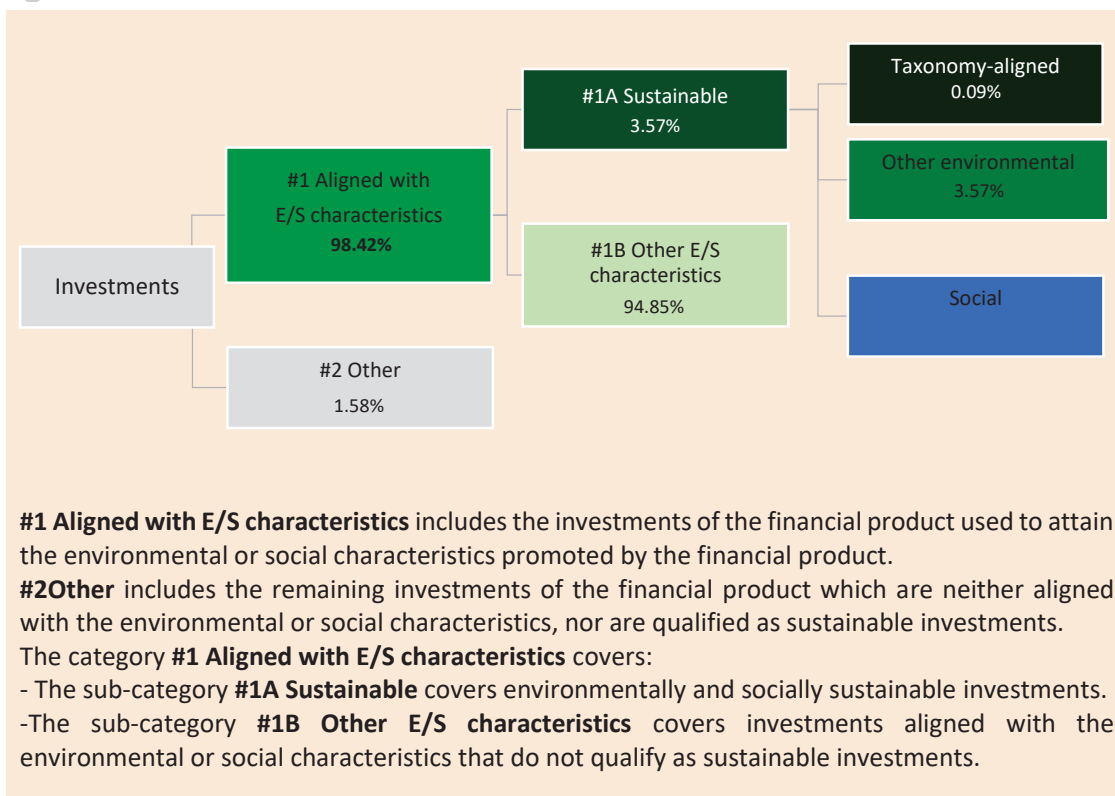 Investments
#1 Aligned with
E/S characteristics
98.42%
#2 Other
1.58%
#1A Sustainable
3.57%
#1B Other E/S
characteristics
94.85%
Taxonomy-aligned
0.09%
Other environmental
3.57%
Social
#1 Aligned with E/S characteristics includes the investments of the financial product used to attain
the environmental or social characteristics promoted by the financial product.
#2Other includes the remaining investments of the financial product which are neither aligned
with the environmental or social characteristics, nor are qualified as sustainable investments.
The category #1 Aligned with E/S characteristics covers:
- The sub-category #1A Sustainable covers environmentally and socially sustainable investments.
-The sub-category #1B Other E/S characteristics covers investments aligned with the
environmental or social characteristics that do not qualify as sustainable investments.